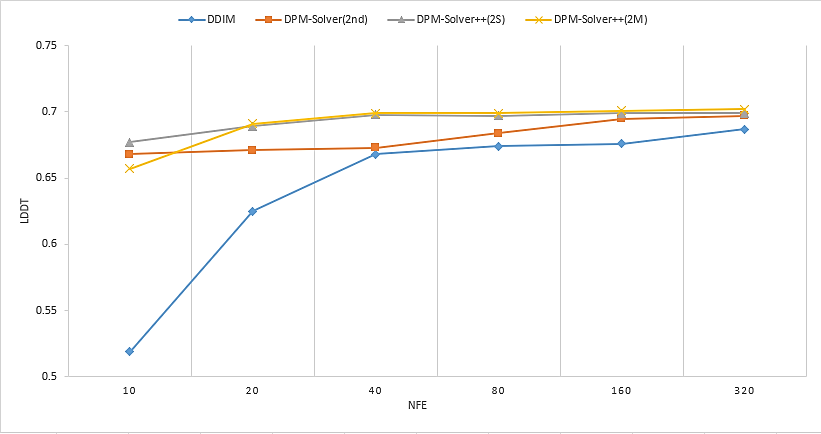 DDIM DPM-Solver(2nd) DPM-Solver++(2S) DPM-Solver++(2M)
0.75
0.7
0.65
0.6
0.55
0.5
LDDT
10 20 40 80 160 320
NFE